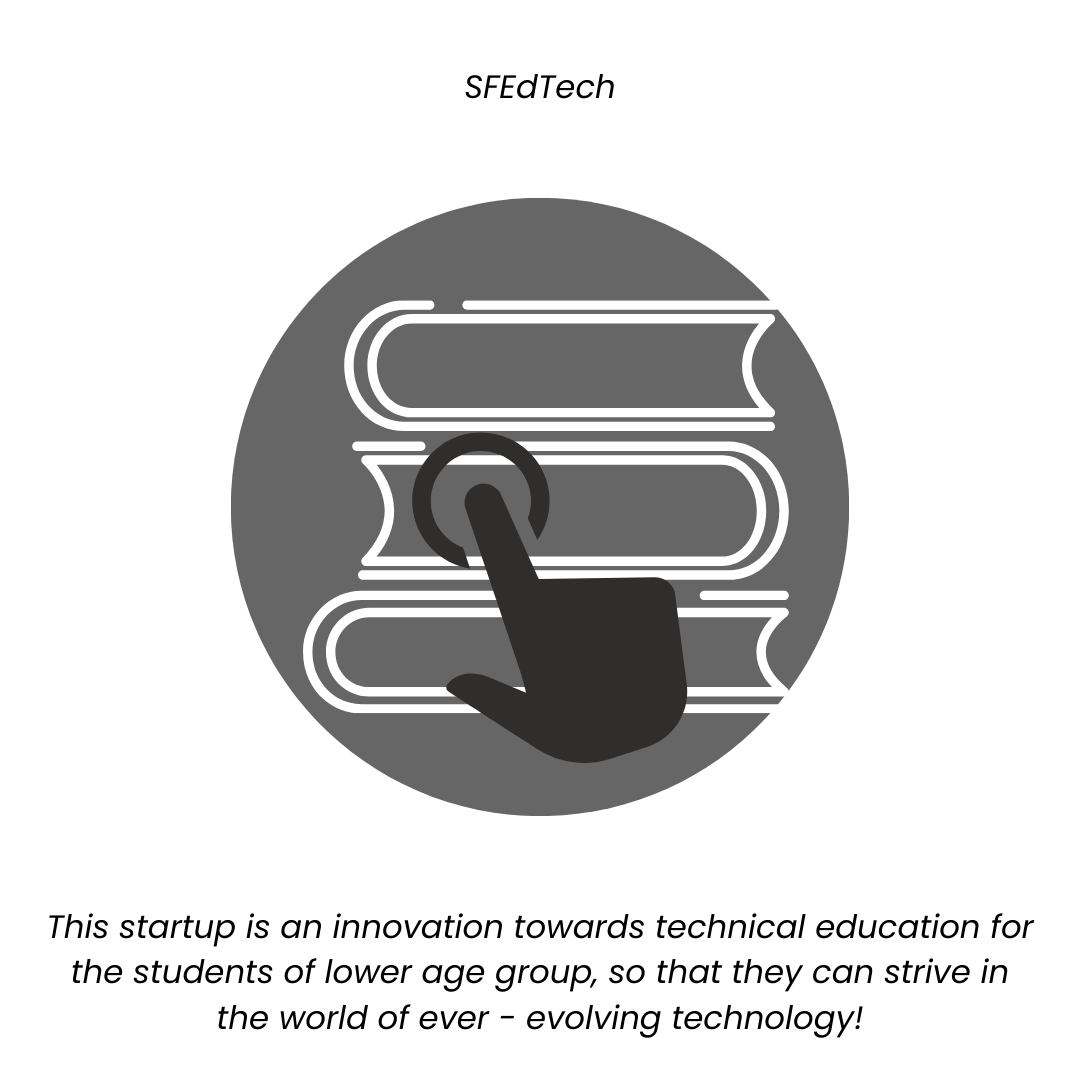 SFEdTech
This startup is an innovation towards technical education for
the students of lower age group, so that they can strive in
the world of ever - evolving technology!